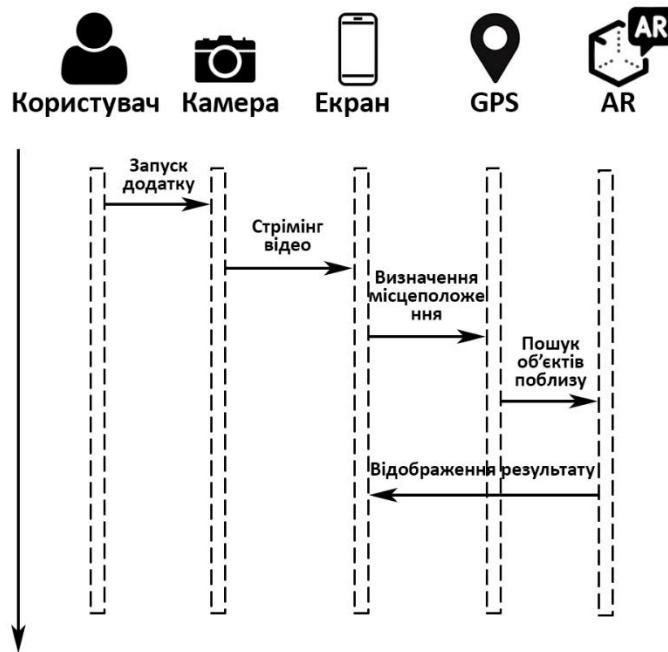 AR
Користувач Камера Екран GPS AR
Запуск
додатку
Стрімінг
відео
Визначення
місцеположе
ння
Пошук
об’єктів
поблизу
Відображення результату